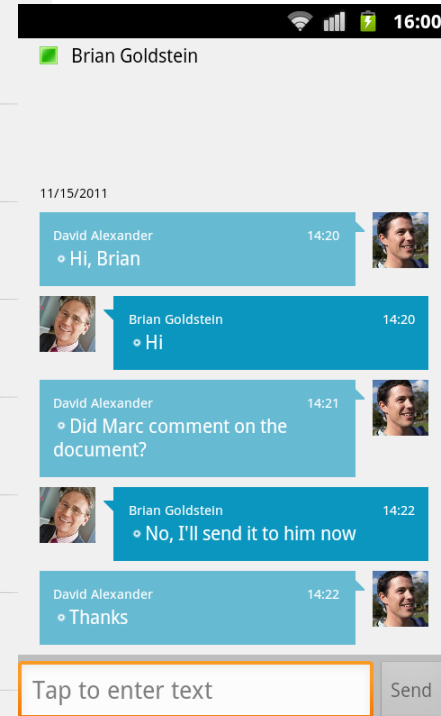 16:00
Brian Goldstein
11/15/2011
David Alexander 14:20
Hi, Brian
Brian Goldstein 14:20
Hi
David Alexander 14:21
Did Marc comment on the
document?
Brian Goldstein 14:22
No, I'll send it to him now
David Alexander 14:22
Thanks
Tap to enter text Send